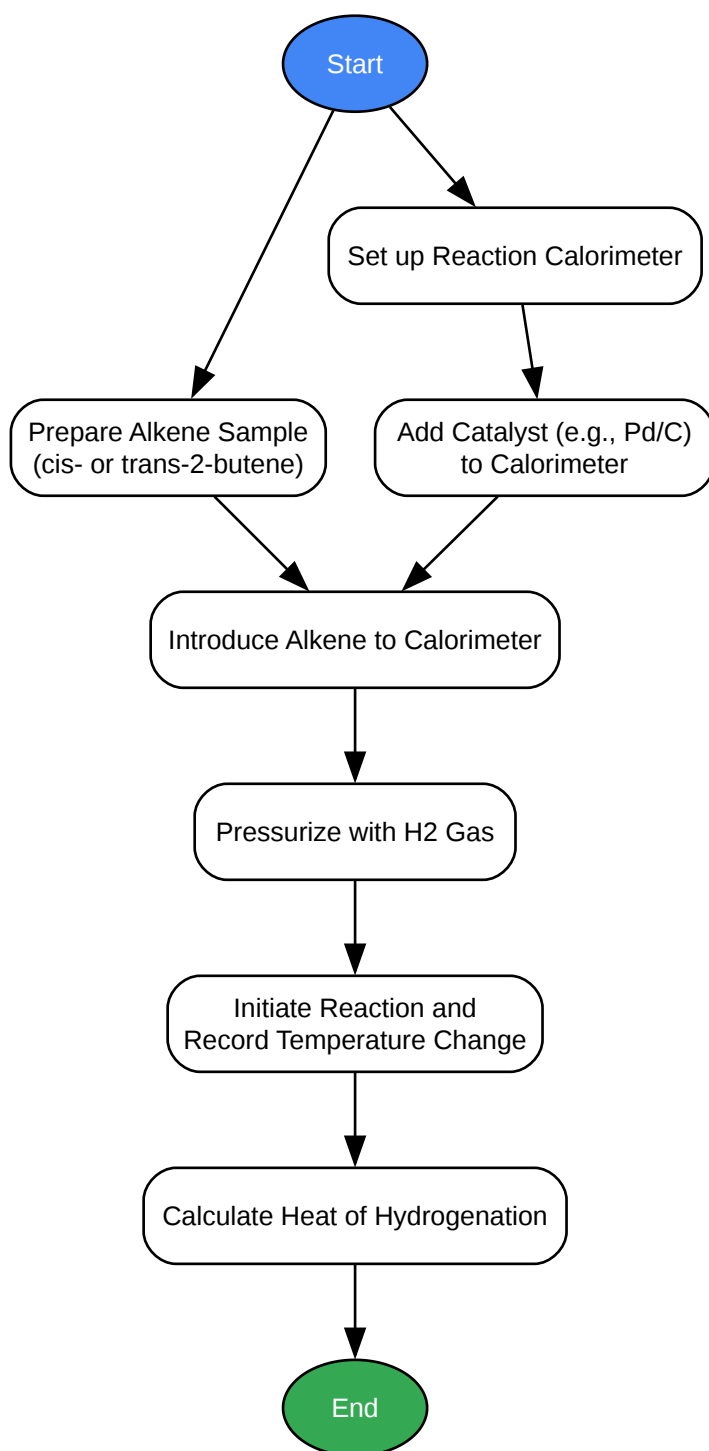 Start
Set up Reaction Calorimeter
Prepare Alkene Sample
(cis- or trans-2-butene)
Add Catalyst (e.g., Pd/C)
to Calorimeter
Introduce Alkene to Calorimeter
Pressurize with H2 Gas
Initiate Reaction and
Record Temperature Change
Calculate Heat of Hydrogenation
End